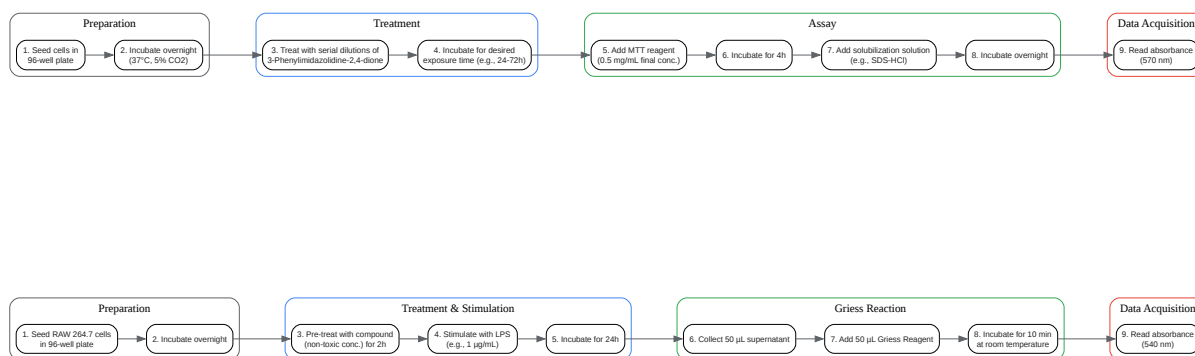 Preparation
Treatment
Assay
Data Acquisition
1. Seed cells in
96-well plate
2. Incubate overnight
(37°C, 5% CO2)
3. Treat with serial dilutions of
3-Phenylimidazolidine-2,4-dione
4. Incubate for desired
exposure time (e.g., 24-72h)
5. Add MTT reagent
(0.5 mg/mL final conc.)
6. Incubate for 4h
7. Add solubilization solution
(e.g., SDS-HCl)
8. Incubate overnight
9. Read absorbance
(570 nm)
Preparation
Treatment & Stimulation
Griess Reaction
Data Acquisition
1. Seed RAW 264.7 cells
in 96-well plate
2. Incubate overnight
3. Pre-treat with compound
(non-toxic conc.) for 2h
4. Stimulate with LPS
(e.g., 1 µg/mL)
5. Incubate for 24h
6. Collect 50 µL supernatant
7. Add 50 µL Griess Reagent
8. Incubate for 10 min
at room temperature
9. Read absorbance
(540 nm)